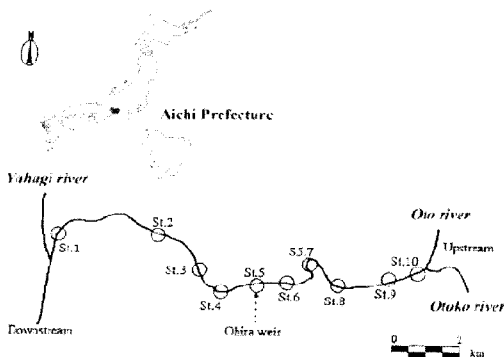 N
Aichi Prefecture
Yahagi river
St.1
St.2
St.3
St.4
St.5
St.6
S5.7
St.8
St.9
St.10
Oto river
Upstream
Otoko river
Downstream
Ohira weir
0 2
km